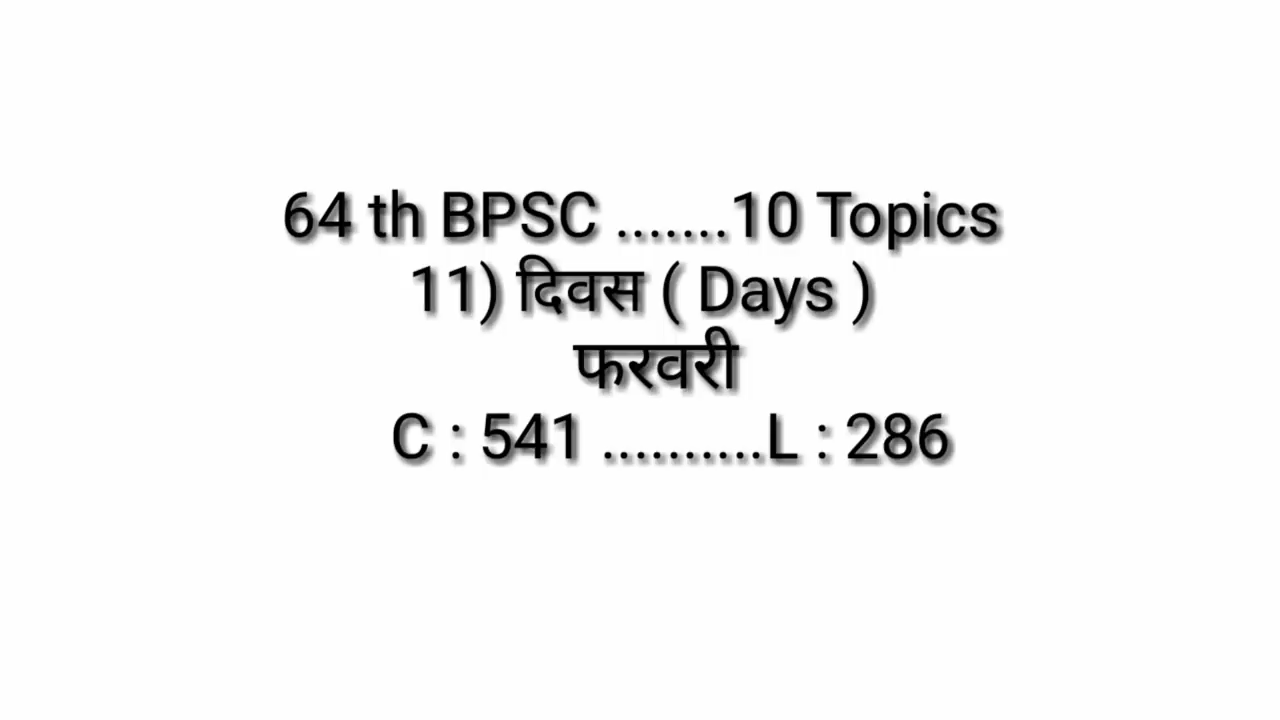 64 th BPSC .......10 Topics
11) दिवस ( Days )
फरवरी
C : 541 ..........L : 286